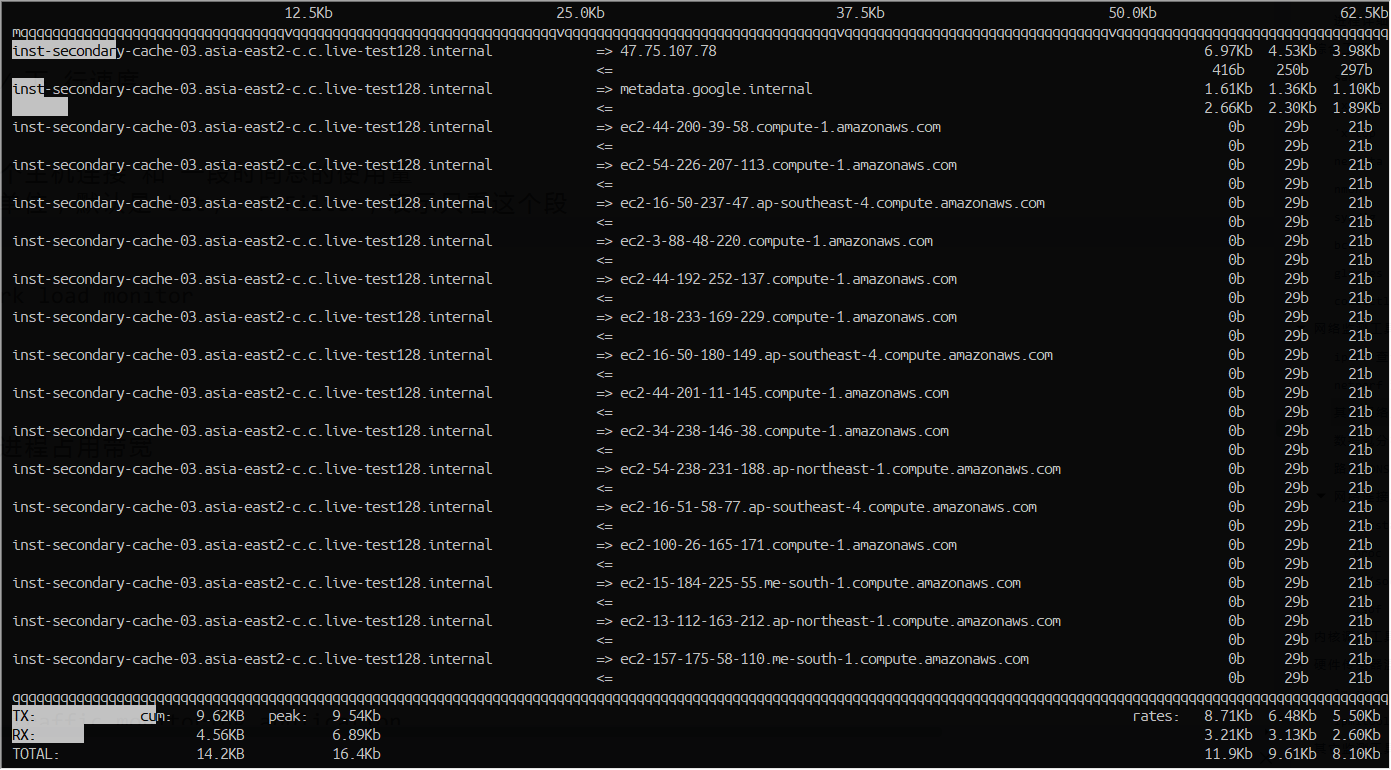 12.5Kb 25.0Kb 37.5Kb 50.0Kb 62.5Kb
mqqqqqqqqqqqqqqqqqqqqqqqqqqqqqqqqqvqqqqqqqqqqqqqqqqqqqqqqqqqqqqqqqqqvqqqqqqqqqqqqqqqqqqqqqqqqqqqqqqqqqqvqqqqqqqqqqqqqqqqqqqqqqqqqqqqqqqqqvqqqqqqqqqqqqqqqqqqqqqqqqqqqqqqqqqq
inst-secondary-cache-03.asia-east2-c.c.live-test128.internal => 47.75.107.78 6.97Kb 4.53Kb 3.98Kb
<= 416b 250b 297b
inst-secondary-cache-03.asia-east2-c.c.live-test128.internal => metadata.google.internal 1.61Kb 1.36Kb 1.10Kb
<= 2.66Kb 2.30Kb 1.89Kb
inst-secondary-cache-03.asia-east2-c.c.live-test128.internal => ec2-44-200-39-58.compute-1.amazonaws.com 0b 29b 21b
<= 0b 29b 21b
inst-secondary-cache-03.asia-east2-c.c.live-test128.internal => ec2-54-226-207-113.compute-1.amazonaws.com 0b 29b 21b
<= 0b 29b 21b
inst-secondary-cache-03.asia-east2-c.c.live-test128.internal => ec2-16-50-237-47.ap-southeast-4.compute.amazonaws.com 0b 29b 21b
这个段
<= 0b 29b 21b
inst-secondary-cache-03.asia-east2-c.c.live-test128.internal => ec2-3-88-48-220.compute-1.amazonaws.com 0b 29b 21b
<= 0b 29b 21b
inst-secondary-cache-03.asia-east2-c.c.live-test128.internal => ec2-44-192-252-137.compute-1.amazonaws.com 0b 29b 21b
rk load monitor
<= 0b 29b 21b
inst-secondary-cache-03.asia-east2-c.c.live-test128.internal => ec2-18-233-169-229.compute-1.amazonaws.com 0b 29b 21b
<= 0b 29b 21b
inst-secondary-cache-03.asia-east2-c.c.live-test128.internal => ec2-16-50-180-149.ap-southeast-4.compute.amazonaws.com 0b 29b 21b
<= 0b 29b 21b
inst-secondary-cache-03.asia-east2-c.c.live-test128.internal => ec2-44-201-11-145.compute-1.amazonaws.com 0b 29b 21b
<= 0b 29b 21b
inst-secondary-cache-03.asia-east2-c.c.live-test128.internal => ec2-34-238-146-38.compute-1.amazonaws.com 0b 29b 21b
进程占用带宽
<= 0b 29b 21b
inst-secondary-cache-03.asia-east2-c.c.live-test128.internal => ec2-54-238-231-188.ap-northeast-1.compute.amazonaws.com 0b 29b 21b
<= 0b 29b 21b
inst-secondary-cache-03.asia-east2-c.c.live-test128.internal => ec2-16-51-58-77.ap-southeast-4.compute.amazonaws.com 0b 29b 21b
<= 0b 29b 21b
inst-secondary-cache-03.asia-east2-c.c.live-test128.internal => ec2-100-26-165-171.compute-1.amazonaws.com 0b 29b 21b
<= 0b 29b 21b
inst-secondary-cache-03.asia-east2-c.c.live-test128.internal => ec2-15-184-225-55.me-south-1.compute.amazonaws.com 0b 29b 21b
<= 0b 29b 21b
inst-secondary-cache-03.asia-east2-c.c.live-test128.internal => ec2-13-112-163-212.ap-northeast-1.compute.amazonaws.com 0b 29b 21b
<= 0b 29b 21b
inst-secondary-cache-03.asia-east2-c.c.live-test128.internal => ec2-157-175-58-110.me-south-1.compute.amazonaws.com 0b 29b 21b
<= 0b 29b 21b
qqqqqqqqqqqqqqqqqqqqqqqqqqqqqqqqqqqqqqqqqqqqqqqqqqqqqqqqqqqqqqqqqqqqqqqqqqqqqqqqqqqqqqqqqqqqqqqqqqqqqqqqqqqqqqqqqqqqqqqqqqqqqqqqqqqqqqqqqqqqqqqqqqqqqqqqqqqqqqqqqqqqqqqqqqqq
TX: cum: 9.62KB peak: 9.54Kb rates: 8.71Kb 6.48Kb 5.50Kb
RX: 4.56KB 6.89Kb 3.21Kb 3.13Kb 2.60Kb
TOTAL: 14.2KB 16.4Kb 11.9Kb 9.61Kb 8.10Kb